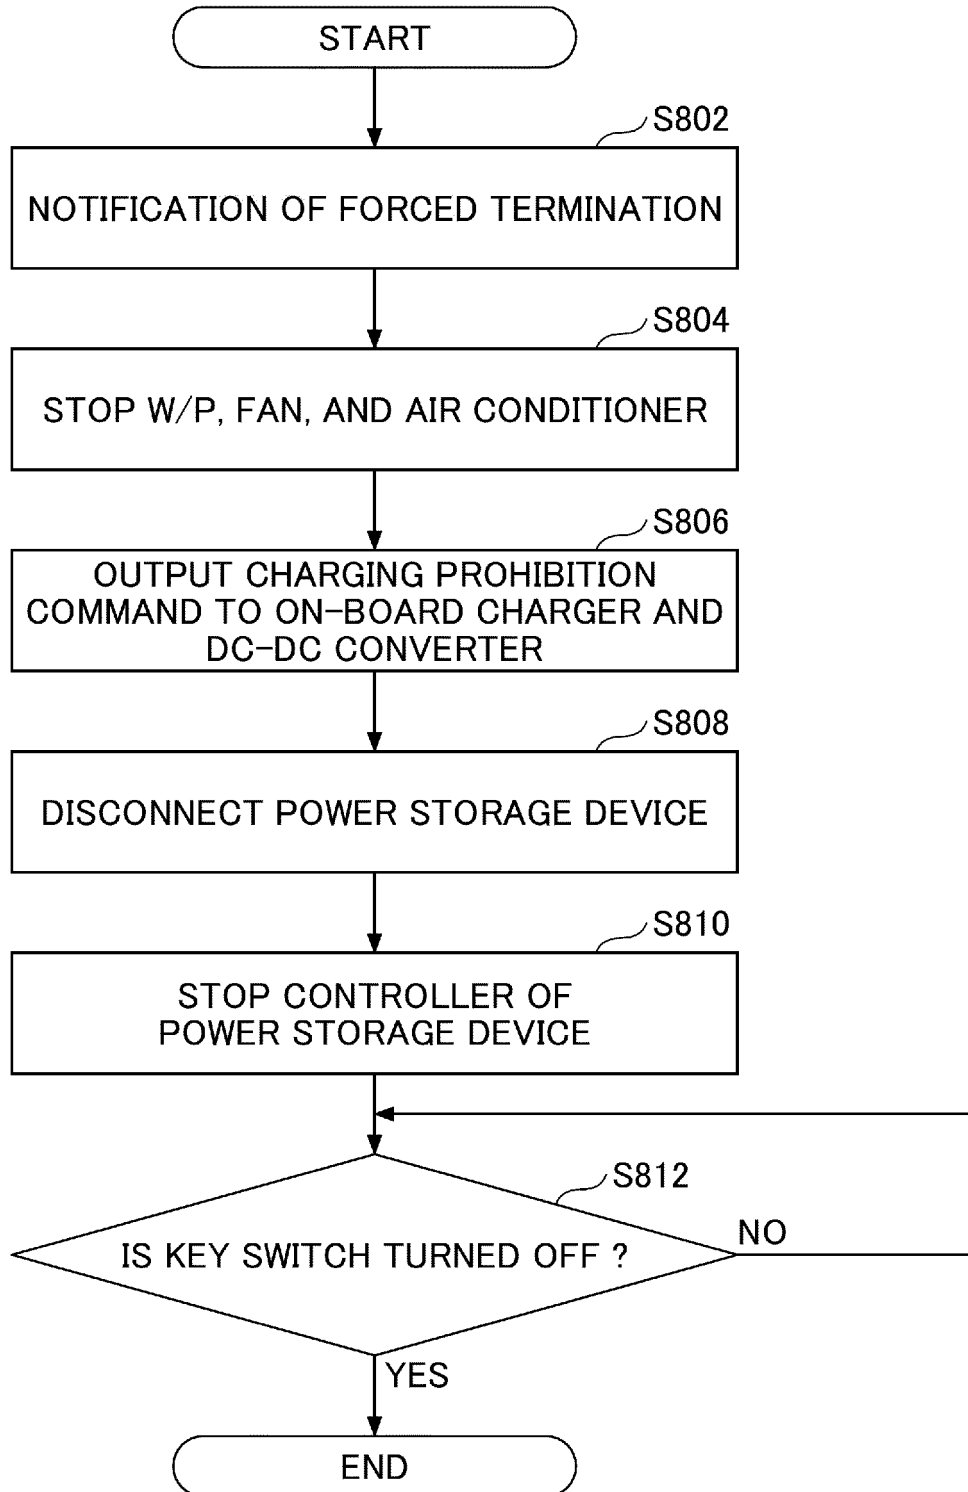 START
S802
NOTIFICATION OF FORCED TERMINATION
S804
STOP W/P, FAN, AND AIR CONDITIONER
S806
OUTPUT CHARGING PROHIBITION
COMMAND TO ON-BOARD CHARGER AND
DC-DC CONVERTER
S808
DISCONNECT POWER STORAGE DEVICE
S810
STOP CONTROLLER OF
POWER STORAGE DEVICE
S812
IS KEY SWITCH TURNED OFF ?
NO
YES
END